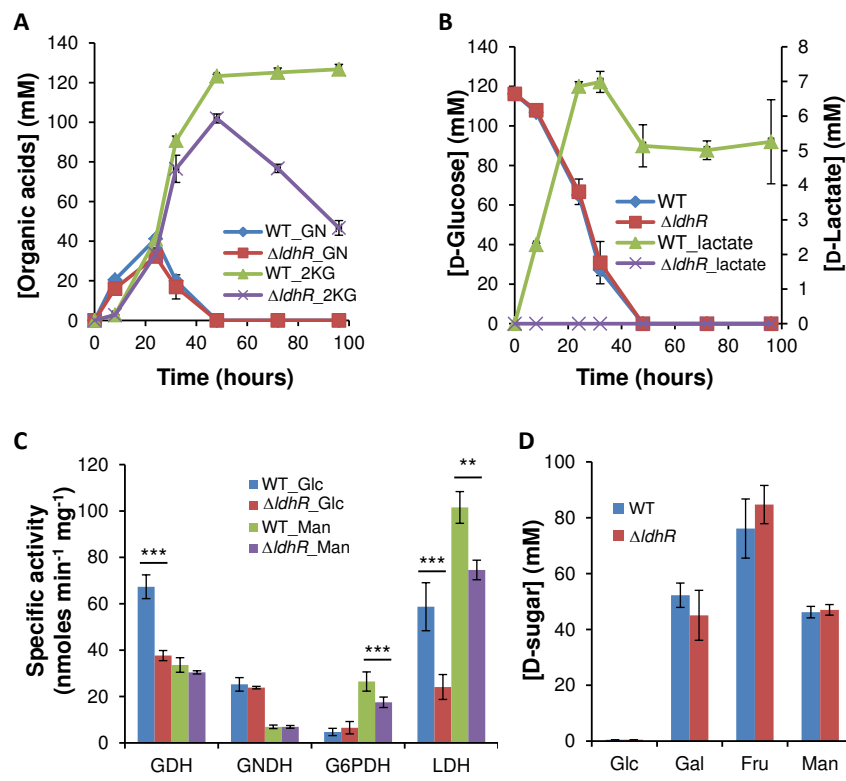 A
[Organic acids] (mM)
140
120
100
80
60
40
20
0
0 20 40 60 80 100
Time (hours)
WT_GN
ΔldhR_GN
WT_2KG
ΔldhR_2KG
B
[D-Glucose] (mM)
140
120
100
80
60
40
20
0
0 20 40 60 80 100
Time (hours)
8
7
6
5
4
3
2
1
0
[D-Lactate] (mM)
WT
ΔldhR
WT_lactate
ΔldhR_lactate
C
Specific activity
(nmoles min⁻¹ mg⁻¹)
120
100
80
60
40
20
0
WT_Glc
ΔldhR_Glc
WT_Man
ΔldhR_Man
***
***
***
**
GDH GNDH G6PDH LDH
D
[D-sugar] (mM)
100
80
60
40
20
0
WT
ΔldhR
Glc Gal Fru Man